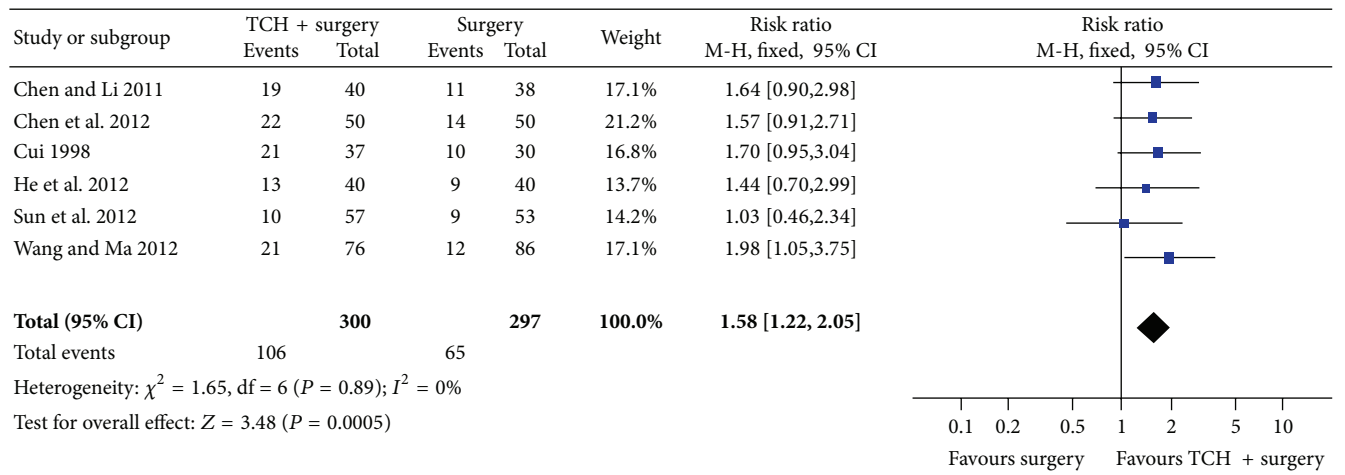 Study or subgroup TCH + surgery Surgery Weight Risk ratio Risk ratio
Events Total Events Total M-H, fixed, 95% CI M-H, fixed, 95% CI
Chen and Li 2011 19 40 11 38 17.1% 1.64 [0.90,2.98]
Chen et al. 2012 22 50 14 50 21.2% 1.57 [0.91,2.71]
Cui 1998 21 37 10 30 16.8% 1.70 [0.95,3.04]
He et al. 2012 13 40 9 40 13.7% 1.44 [0.70,2.99]
Sun et al. 2012 10 57 9 53 14.2% 1.03 [0.46,2.34]
Wang and Ma 2012 21 76 12 86 17.1% 1.98 [1.05,3.75]
Total (95% CI) 300 297 100.0% 1.58 [1.22, 2.05]
Total events 106 65
Heterogeneity: χ² = 1.65, df = 6 (P = 0.89); I² = 0%
Test for overall effect: Z = 3.48 (P = 0.0005)
0.1 0.2 0.5 1 2 5 10
Favours surgery Favours TCH + surgery